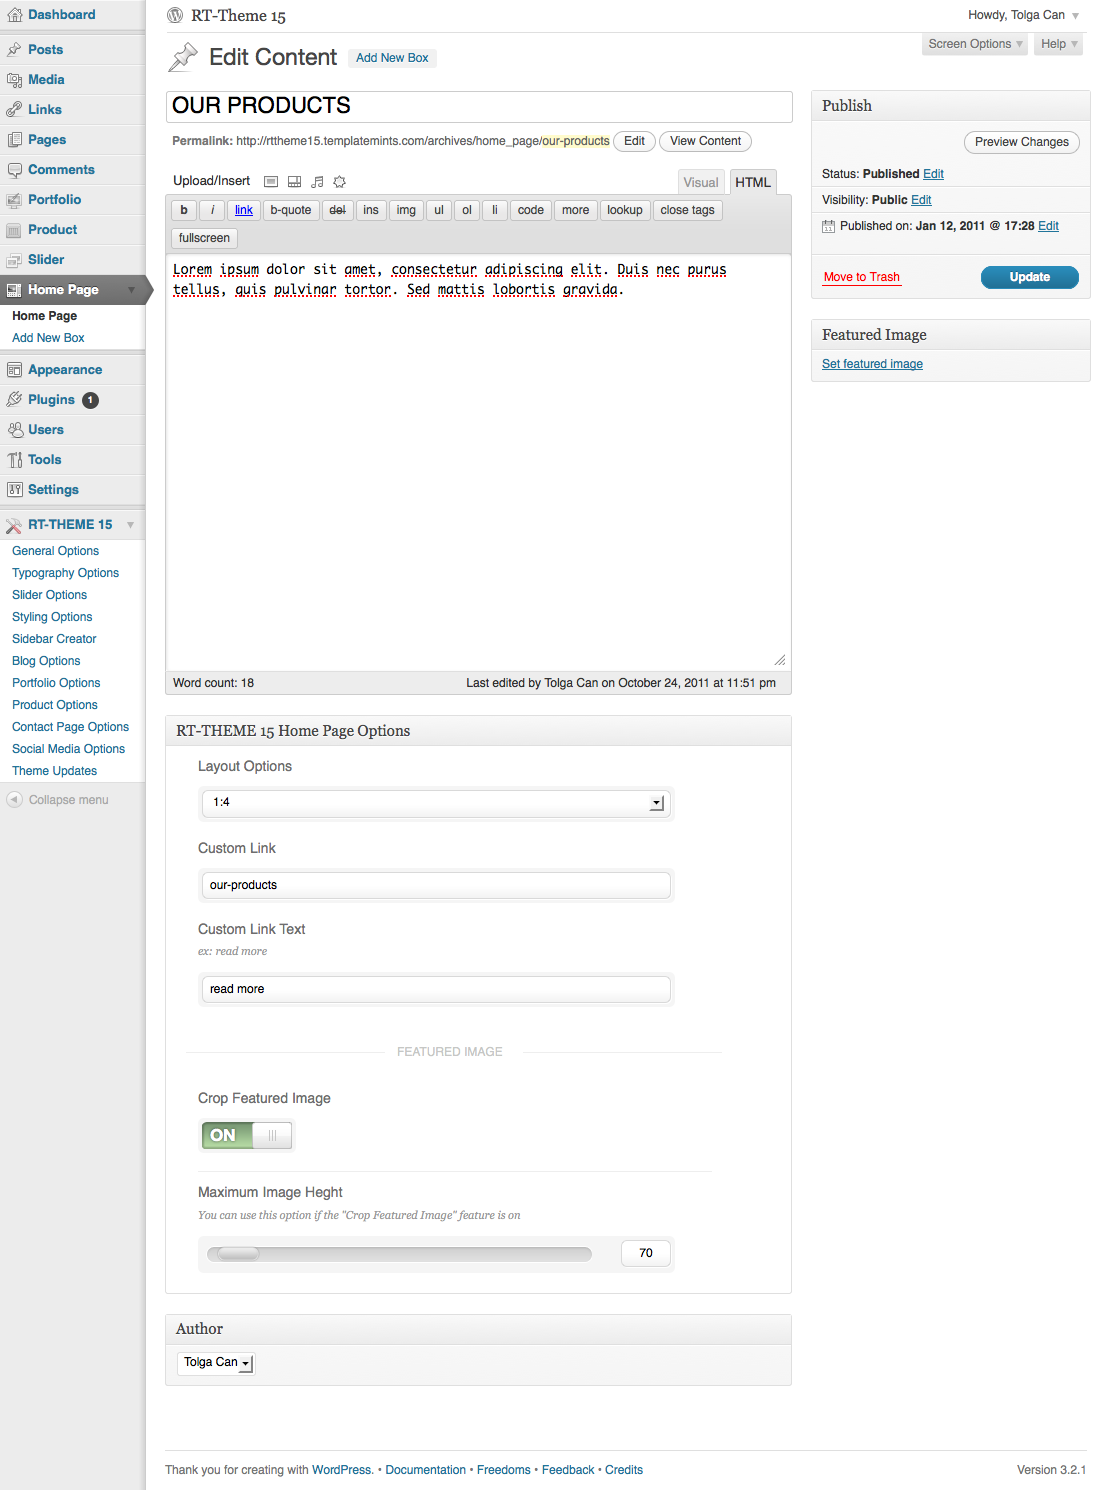 Dashboard
Posts
Media
Links
Pages
Comments
Portfolio
Product
Slider
Home Page
Home Page
Add New Box
Appearance
Plugins 1
Users
Tools
Settings
RT-THEME 15
General Options
Typography Options
Slider Options
Styling Options
Sidebar Creator
Blog Options
Portfolio Options
Product Options
Contact Page Options
Social Media Options
Theme Updates
Collapse menu
RT-Theme 15
Howdy, Tolga Can
Screen Options Help
Edit Content Add New Box
OUR PRODUCTS
Permalink: http://rttheme15.templatemints.com/archives/home_page/our-products Edit View Content
Upload/Insert Visual HTML
b i link b-quote del ins img ul ol li code more lookup close tags
fullscreen
Lorem ipsum dolor sit amet, consectetur adipiscing elit. Duis nec purus
tellus, quis pulvinar tortor. Sed mattis lobortis gravida.
Word count: 18 Last edited by Tolga Can on October 24, 2011 at 11:51 pm
RT-THEME 15 Home Page Options
Layout Options
1:4
Custom Link
our-products
Custom Link Text
ex: read more
read more
FEATURED IMAGE
Crop Featured Image
ON
Maximum Image Heght
You can use this option if the "Crop Featured Image" feature is on
70
Author
Tolga Can
Publish
Preview Changes
Status: Published Edit
Visibility: Public Edit
Published on: Jan 12, 2011 @ 17:28 Edit
Move to Trash Update
Featured Image
Set featured image
Thank you for creating with WordPress. • Documentation • Freedoms • Feedback • Credits
Version 3.2.1